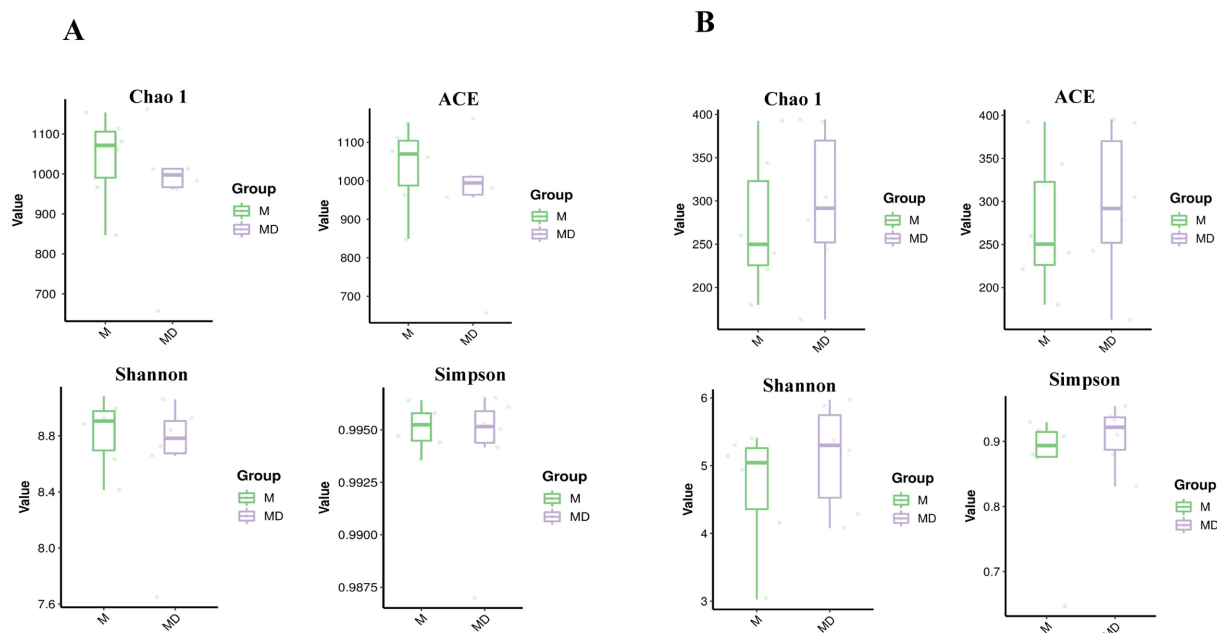 A
Chao 1
Value
1100
1000
900
800
700
M
MD
Group
M
MD
ACE
Value
1100
1000
900
800
700
M
MD
Group
M
MD
Shannon
Value
8.8
8.4
8.0
7.6
M
MD
Group
M
MD
Simpson
Value
0.9950
0.9925
0.9900
0.9875
M
MD
Group
M
MD
B
Chao 1
Value
400
350
300
250
200
M
MD
Group
M
MD
ACE
Value
400
350
300
250
200
M
MD
Group
M
MD
Shannon
Value
6
5
4
3
M
MD
Group
M
MD
Simpson
Value
0.9
0.8
0.7
M
MD
Group
M
MD